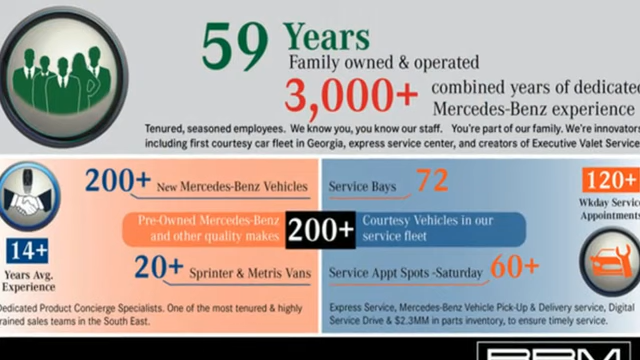 59 Years
Family owned & operated
3,000+ combined years of dedicated
Mercedes-Benz experience
Tenured, seasoned employees. We know you, you know our staff. You're part of our family. We're innovators
including first courtesy car fleet in Georgia, express service center, and creators of Executive Valet Service
200+ New Mercedes-Benz Vehicles
Pre-Owned Mercedes-Benz
and other quality makes
200+
20+ Sprinter & Metris Vans
14+
Years Avg.
Experience
Dedicated Product Concierge Specialists. One of the most tenured & highly
trained sales teams in the South East.
Service Bays 72
Courtesy Vehicles in our
service fleet
Service Appt Spots -Saturday 60+
120+
Wkday Service
Appointments
Express Service, Mercedes-Benz Vehicle Pick-Up & Delivery service, Digital
Service Drive & $2.3MM in parts inventory, to ensure timely service.